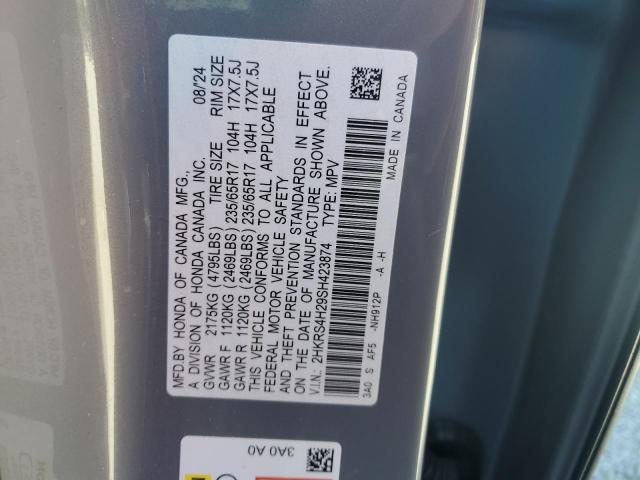 MFD.BY HONDA OF CANADA MFG., 08/24
A DIVISION OF HONDA CANADA INC.
GVWR 2175KG (4795LBS) TIRE SIZE RIM SIZE
GAWR F 1120KG (2469LBS) 235/65R17 104H 17X7.5J
GAWR R 1120KG (2469LBS) 235/65R17 104H 17X7.5J
THIS VEHICLE CONFORMS TO ALL APPLICABLE
FEDERAL MOTOR VEHICLE SAFETY
AND THEFT PREVENTION STANDARDS IN EFFECT
ON THE DATE OF MANUFACTURE SHOWN ABOVE.
V.I.N.: 2HKRS4H29SH423874 TYPE: MPV
3A0 S AF5 -NH912P -A -H MADE IN CANADA
3A0 A0